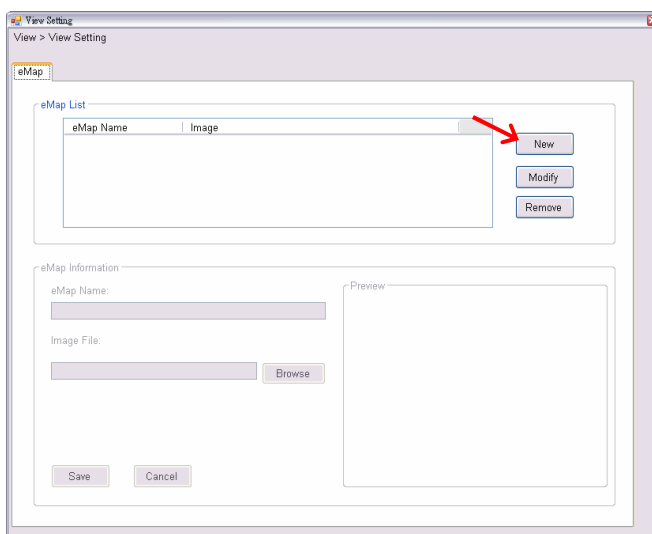 View Setting
View > View Setting
eMap
eMap List
eMap Name Image
New
Modify
Remove
eMap Information
eMap Name:
Preview
Image File:
Browse
Save Cancel